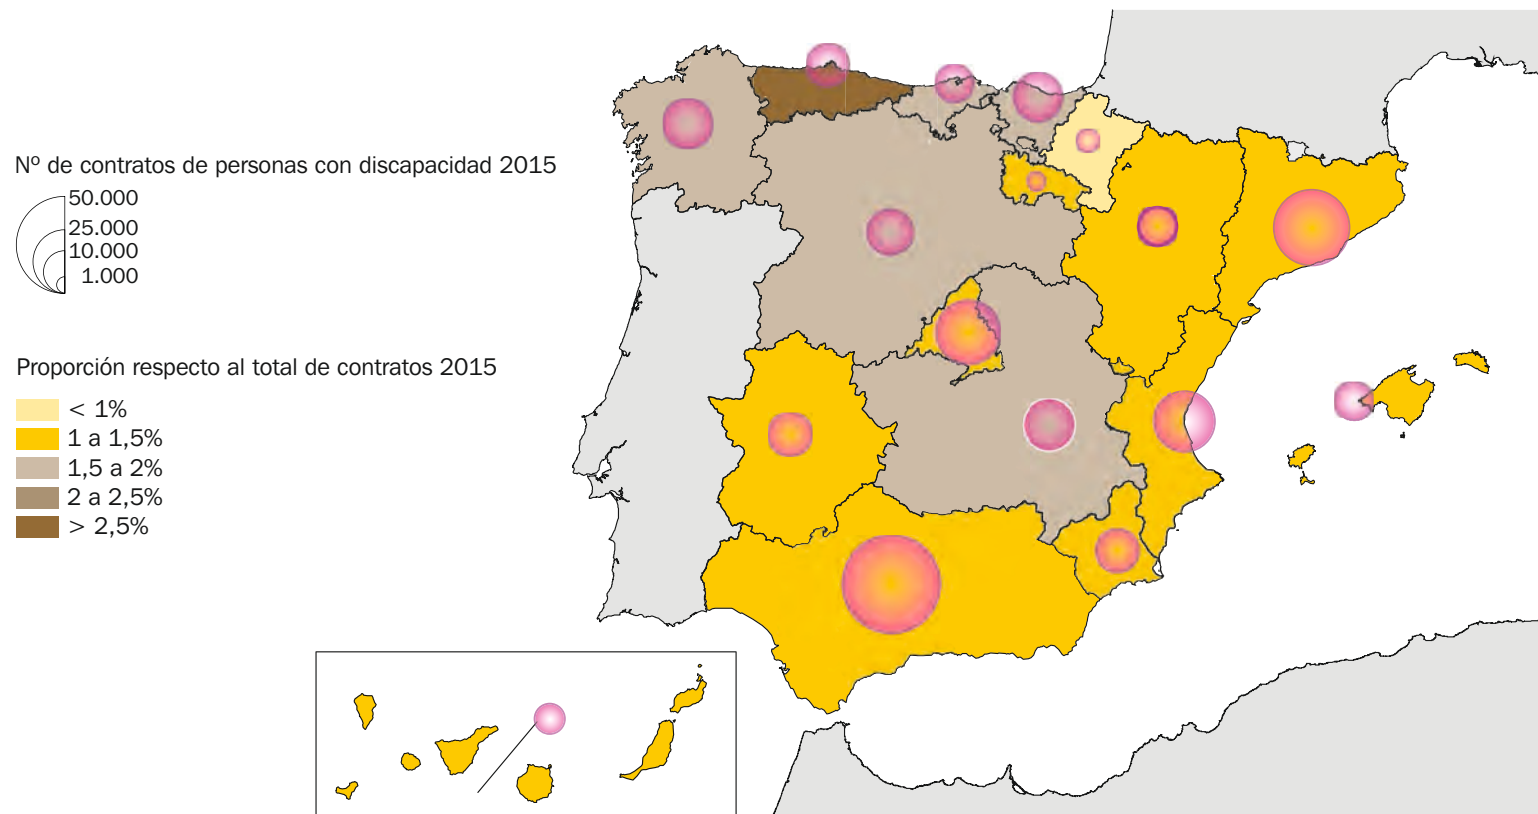 Nº de contratos de personas con discapacidad 2015
50.000
25.000
10.000
1.000
Proporción respecto al total de contratos 2015
< 1%
1 a 1,5%
1,5 a 2%
2 a 2,5%
> 2,5%